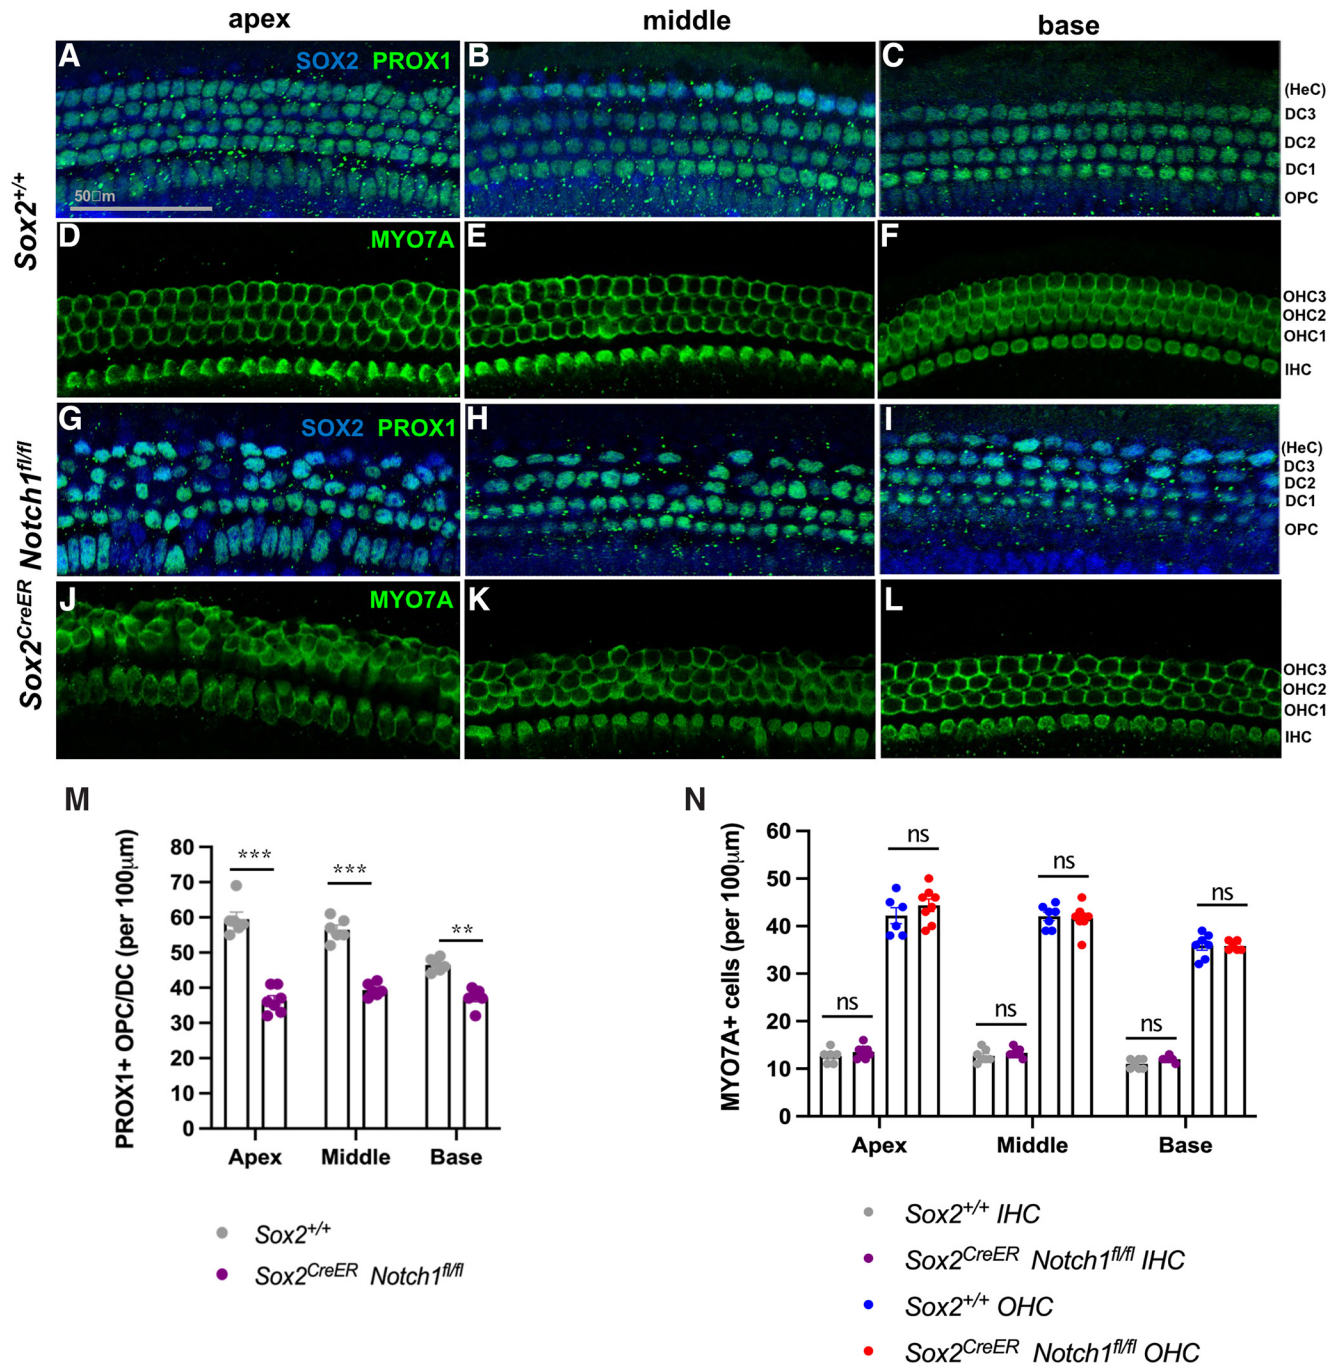 apex middle base
A SOX2 PROX1 B C
(HeC)
DC3
DC2
DC1
OPC
50▯m
Sox2+/+
D MYO7A E F
OHC3
OHC2
OHC1
IHC
G SOX2 PROX1 H I
(HeC)
DC3
DC2
DC1
OPC
Sox2CreER Notch1fl/fl
J MYO7A K L
OHC3
OHC2
OHC1
IHC
M
PROX1+ OPC/DC (per 100μm)
80
70
60
50
40
30
20
10
0
*** *** **
Apex Middle Base
Sox2+/+
Sox2CreER Notch1fl/fl
N
MYO7A+ cells (per 100μm)
60
50
40
30
20
10
0
ns ns ns
ns ns ns
Apex Middle Base
Sox2+/+ IHC
Sox2CreER Notch1fl/fl IHC
Sox2+/+ OHC
Sox2CreER Notch1fl/fl OHC